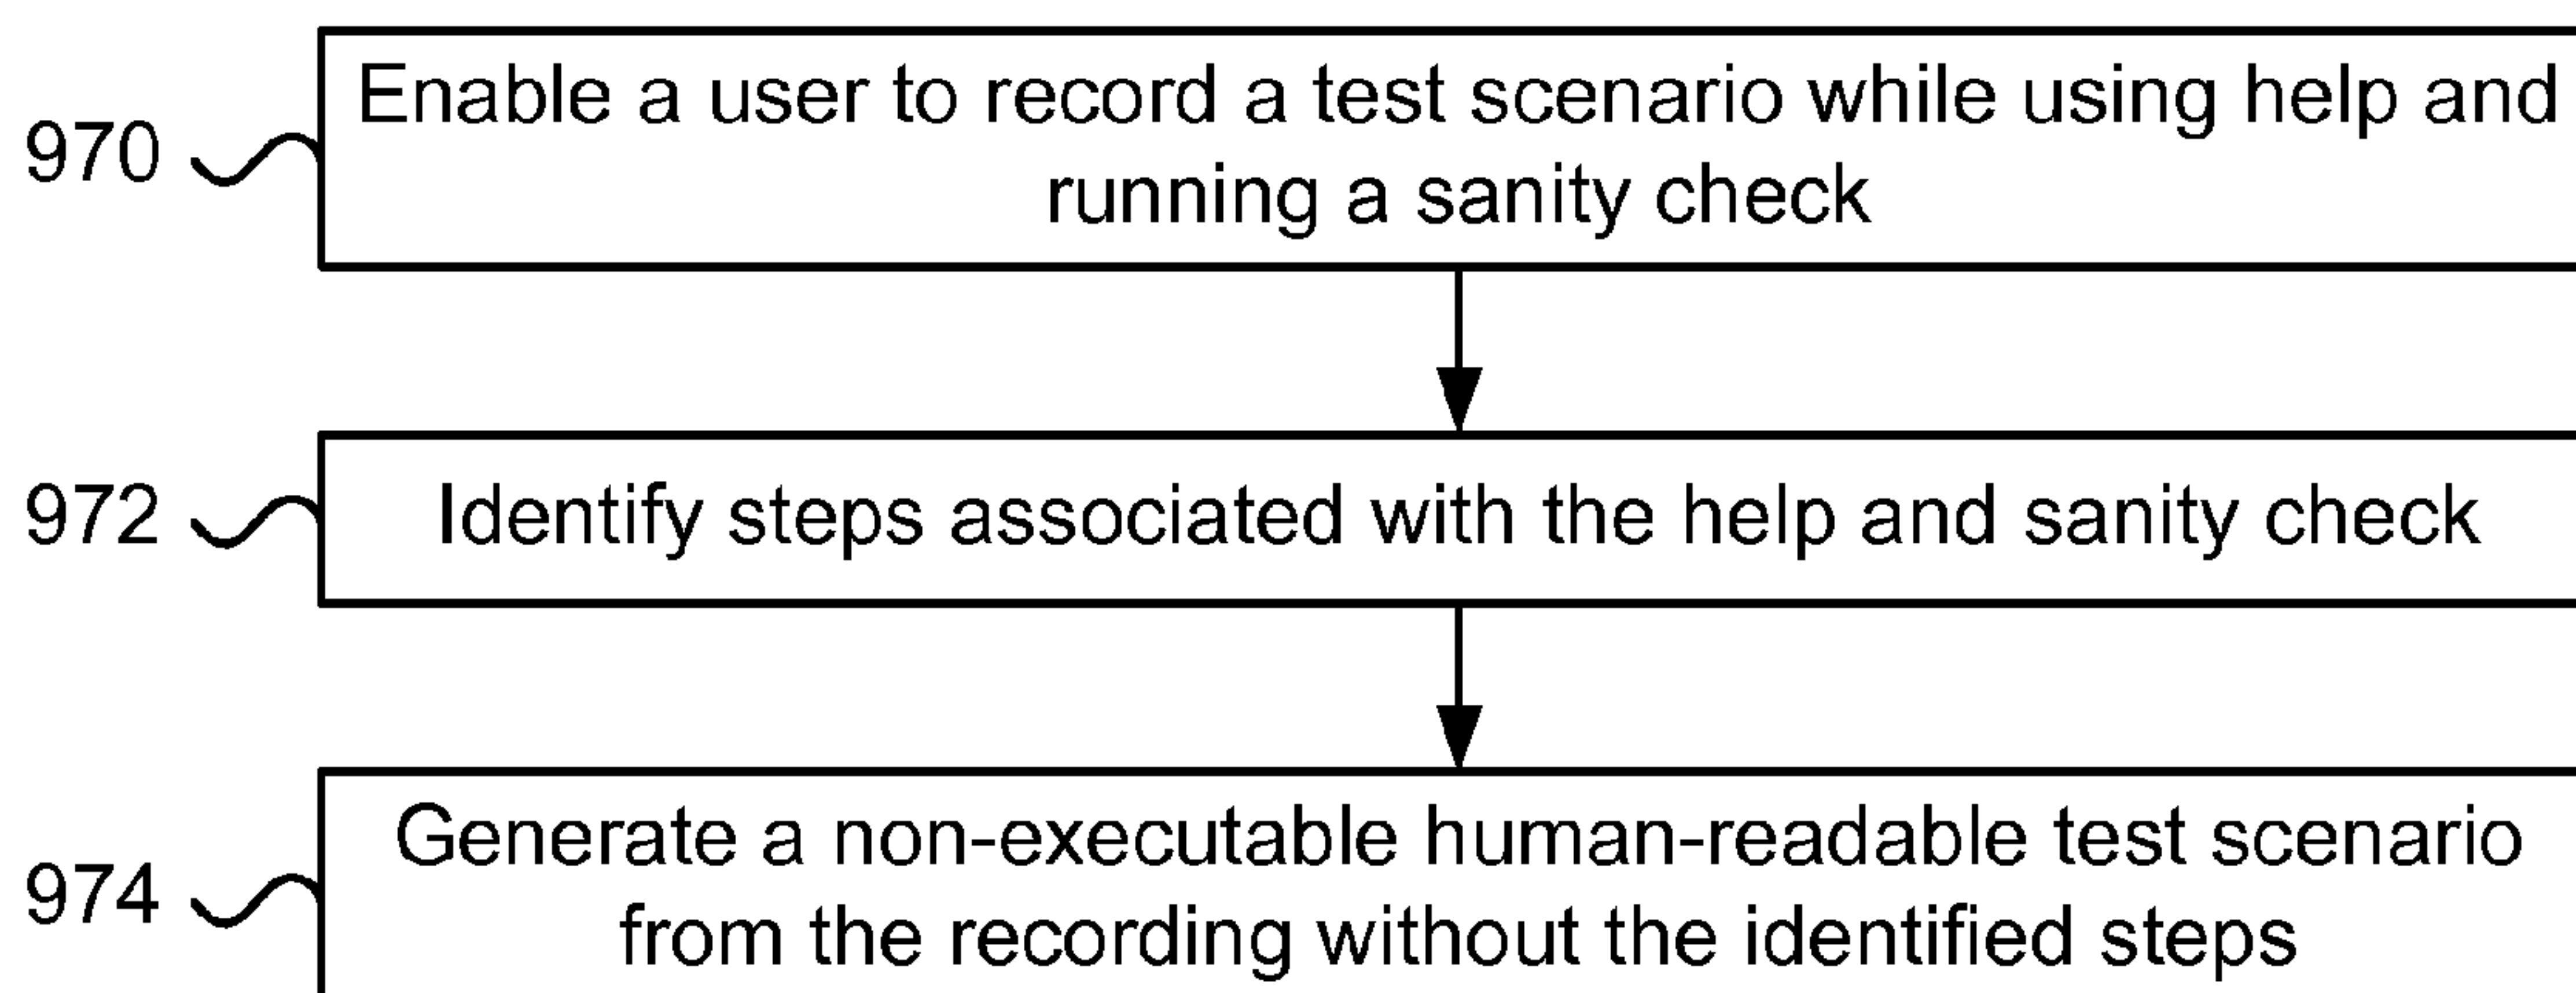 970
Enable a user to record a test scenario while using help and
running a sanity check
972
Identify steps associated with the help and sanity check
974
Generate a non-executable human-readable test scenario
from the recording without the identified steps